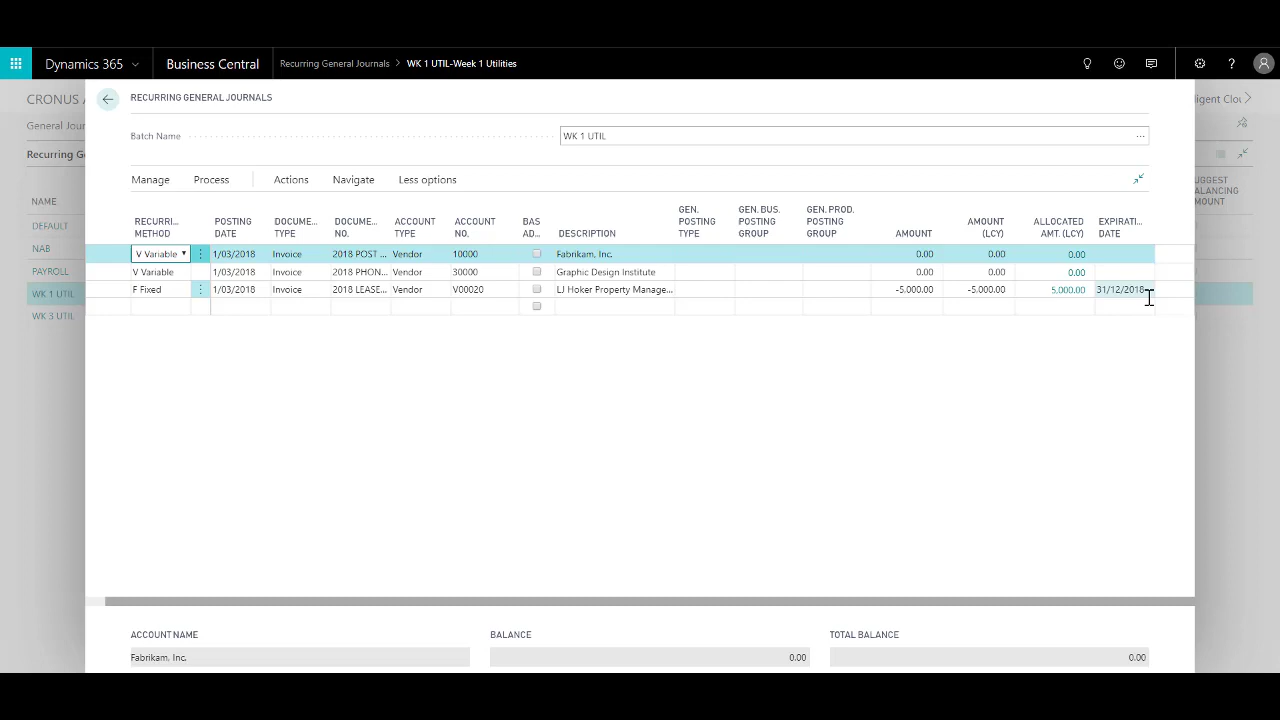 Dynamics 365 Business Central Recurring General Journals > WK 1 UTIL-Week 1 Utilities ?
CRONUS A
RECURRING GENERAL JOURNALS
ligent Clou
General Jour
Batch Name WK 1 UTIL ...
Recurring Ge
Manage Process Actions Navigate Less options
UGGEST BALANCING MOUNT
NAME
RECURRI... METHOD POSTING DATE DOCUME... TYPE DOCUME... NO. ACCOUNT TYPE ACCOUNT NO. BAS AD... DESCRIPTION GEN. POSTING TYPE GEN. BUS. POSTING GROUP GEN. PROD. POSTING GROUP AMOUNT AMOUNT (LCY) ALLOCATED AMT. (LCY) EXPIRATI... DATE
DEFAULT
NAB
PAYROLL
WK 1 UTIL
WK 3 UTIL
V Variable 1/03/2018 Invoice 2018 POST ... Vendor 10000 Fabrikam, Inc. 0.00 0.00 0.00
V Variable 1/03/2018 Invoice 2018 PHON... Vendor 30000 Graphic Design Institute 0.00 0.00 0.00
F Fixed 1/03/2018 Invoice 2018 LEASE... Vendor V00020 LJ Hoker Property Manage... -5,000.00 -5,000.00 5,000.00 31/12/2018
ACCOUNT NAME BALANCE TOTAL BALANCE
Fabrikam, Inc. 0.00 0.00